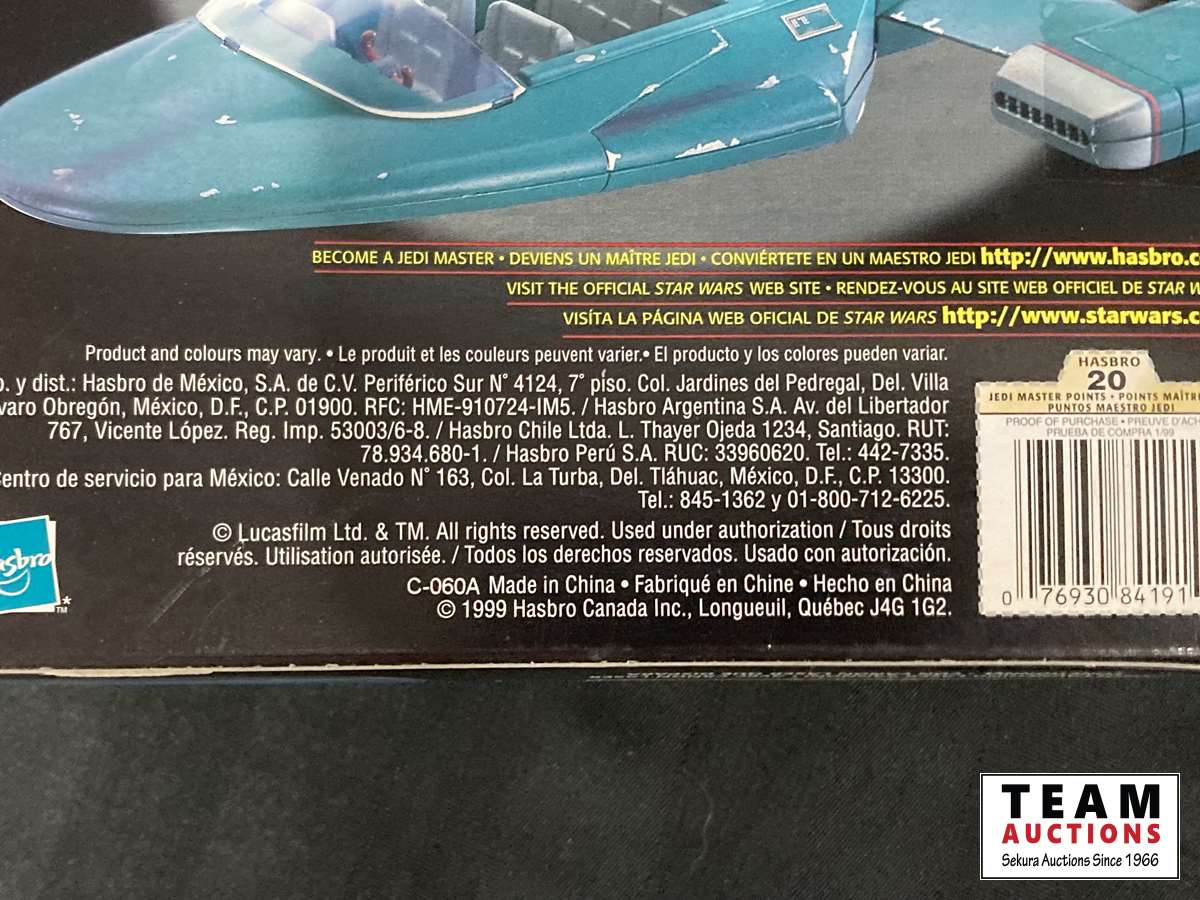 BECOME A JEDI MASTER • DEVIENS UN MAÎTRE JEDI • CONVIÉRTETE EN UN MAESTRO JEDI http://www.hasbro.c
VISIT THE OFFICIAL STAR WARS WEB SITE • RENDEZ-VOUS AU SITE WEB OFFICIEL DE STAR W
VISÍTA LA PÁGINA WEB OFICIAL DE STAR WARS http://www.starwars.c
Product and colours may vary. • Le produit et les couleurs peuvent varier.• El producto y los colores pueden variar.
. y dist.: Hasbro de México, S.A. de C.V. Periférico Sur N° 4124, 7° piso. Col. Jardines del Pedregal, Del. Villa
varo Obregón, México, D.F., C.P. 01900. RFC: HME-910724-IM5. / Hasbro Argentina S.A. Av. del Libertador
767, Vicente López. Reg. Imp. 53003/6-8. / Hasbro Chile Ltda. L. Thayer Ojeda 1234, Santiago. RUT:
78.934.680-1. / Hasbro Perú S.A. RUC: 33960620. Tel.: 442-7335.
entro de servicio para México: Calle Venado N° 163, Col. La Turba, Del. Tláhuac, México, D.F., C.P. 13300.
Tel.: 845-1362 y 01-800-712-6225.
© Lucasfilm Ltd. & TM. All rights reserved. Used under authorization / Tous droits
réservés. Utilisation autorisée. / Todos los derechos reservados. Usado con autorización.
C-060A Made in China • Fabriqué en Chine • Hecho en China
© 1999 Hasbro Canada Inc., Longueuil, Québec J4G 1G2.
HASBRO
20
JEDI MASTER POINTS • POINTS MAÎTR
PUNTOS MAESTRO JEDI
PROOF OF PURCHASE • PREUVE D'ACH
PRUEBA DE COMPRA 1/99
0 76930 84191
asbro
TM*
TEAM
AUCTIONS
Sekura Auctions Since 1966